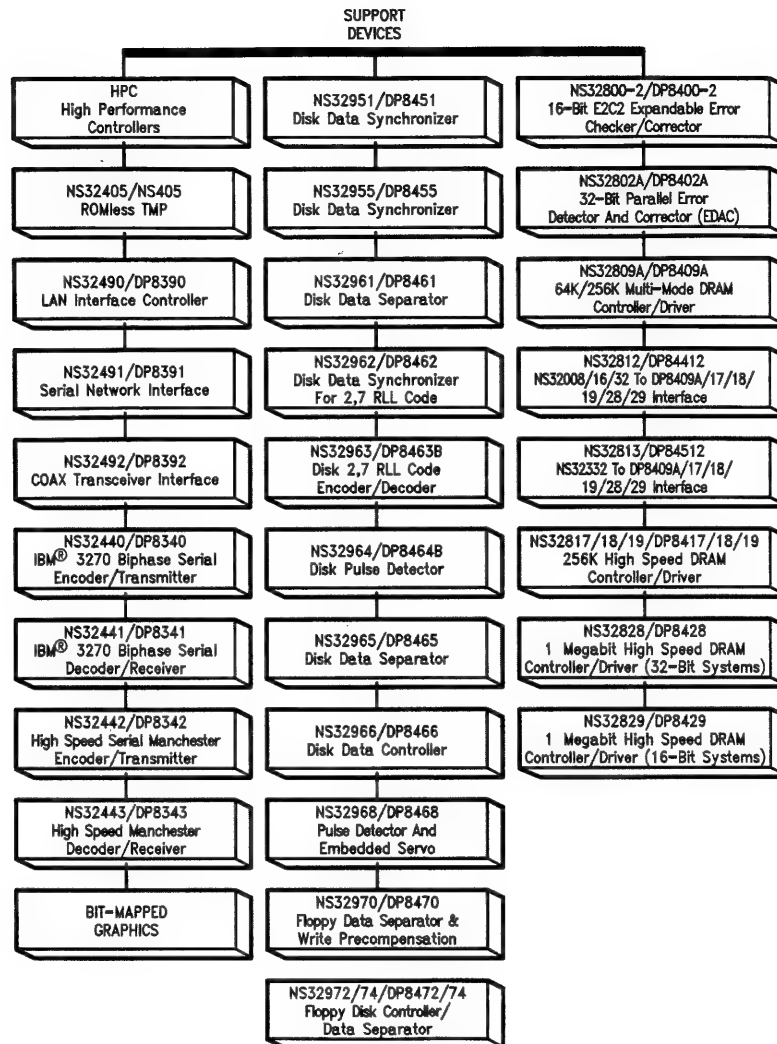 SUPPORT
DEVICES
HPC
High Performance
Controllers
NS32405/NS405
ROMless TMP
NS32490/DP8390
LAN Interface Controller
NS32491/DP8391
Serial Network Interface
NS32492/DP8392
COAX Transceiver Interface
NS32440/DP8340
IBM® 3270 Biphase Serial
Encoder/Transmitter
NS32441/DP8341
IBM® 3270 Biphase Serial
Decoder/Receiver
NS32442/DP8342
High Speed Serial Manchester
Encoder/Transmitter
NS32443/DP8343
High Speed Manchester
Decoder/Receiver
BIT-MAPPED
GRAPHICS
NS32951/DP8451
Disk Data Synchronizer
NS32955/DP8455
Disk Data Synchronizer
NS32961/DP8461
Disk Data Separator
NS32962/DP8462
Disk Data Synchronizer
For 2,7 RLL Code
NS32963/DP8463B
Disk 2,7 RLL Code
Encoder/Decoder
NS32964/DP8464B
Disk Pulse Detector
NS32965/DP8465
Disk Data Separator
NS32966/DP8466
Disk Data Controller
NS32968/DP8468
Pulse Detector And
Embedded Servo
NS32970/DP8470
Floppy Data Separator &
Write Precompensation
NS32972/74/DP8472/74
Floppy Disk Controller/
Data Separator
NS32800-2/DP8400-2
16-Bit E2C2 Expandable Error
Checker/Corrector
NS32802A/DP8402A
32-Bit Parallel Error
Detector And Corrector (EDAC)
NS32809A/DP8409A
64K/256K Multi-Mode DRAM
Controller/Driver
NS32812/DP84412
NS32008/16/32 To DP8409A/17/18/
19/28/29 Interface
NS32813/DP84512
NS32332 To DP8409A/17/18/
19/28/29 Interface
NS32817/18/19/DP8417/18/19
256K High Speed DRAM
Controller/Driver
NS32828/DP8428
1 Megabit High Speed DRAM
Controller/Driver (32-Bit Systems)
NS32829/DP8429
1 Megabit High Speed DRAM
Controller/Driver (16-Bit Systems)